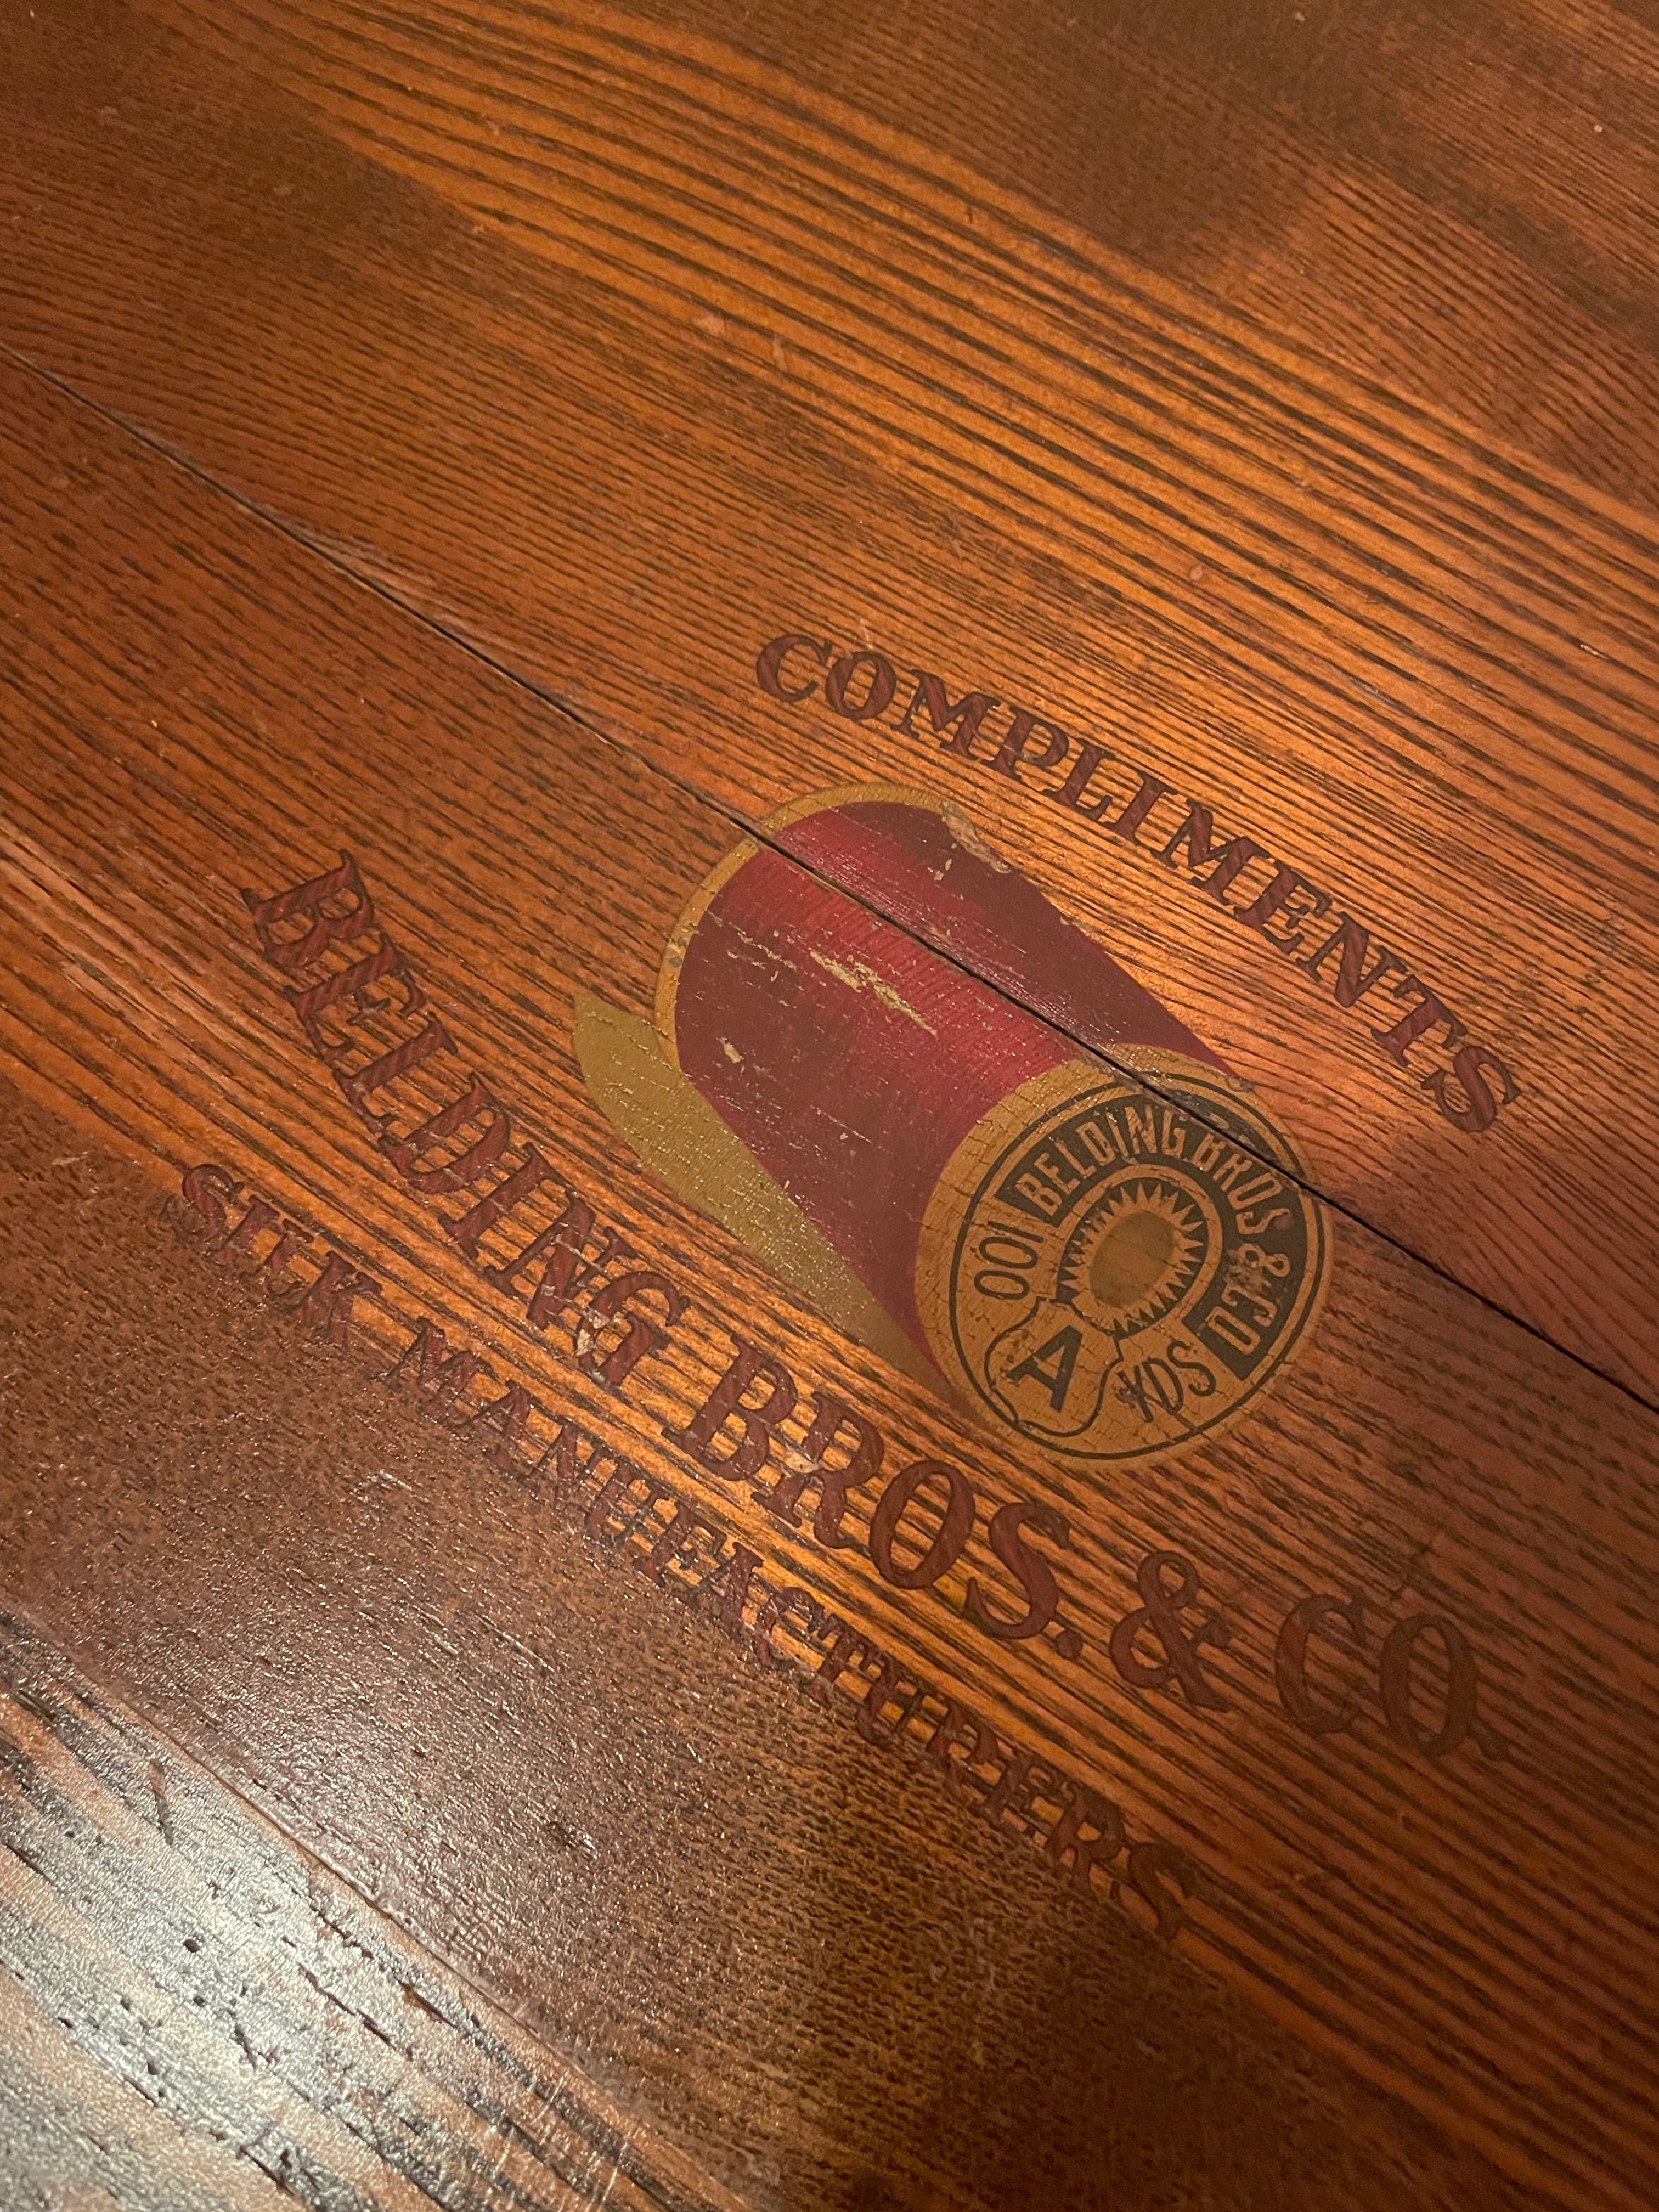 COMPLIMENTS
BELDING BROS & CO
100 A YDS
BELDING BROS. & CO.
SILK MANUFACTURERS